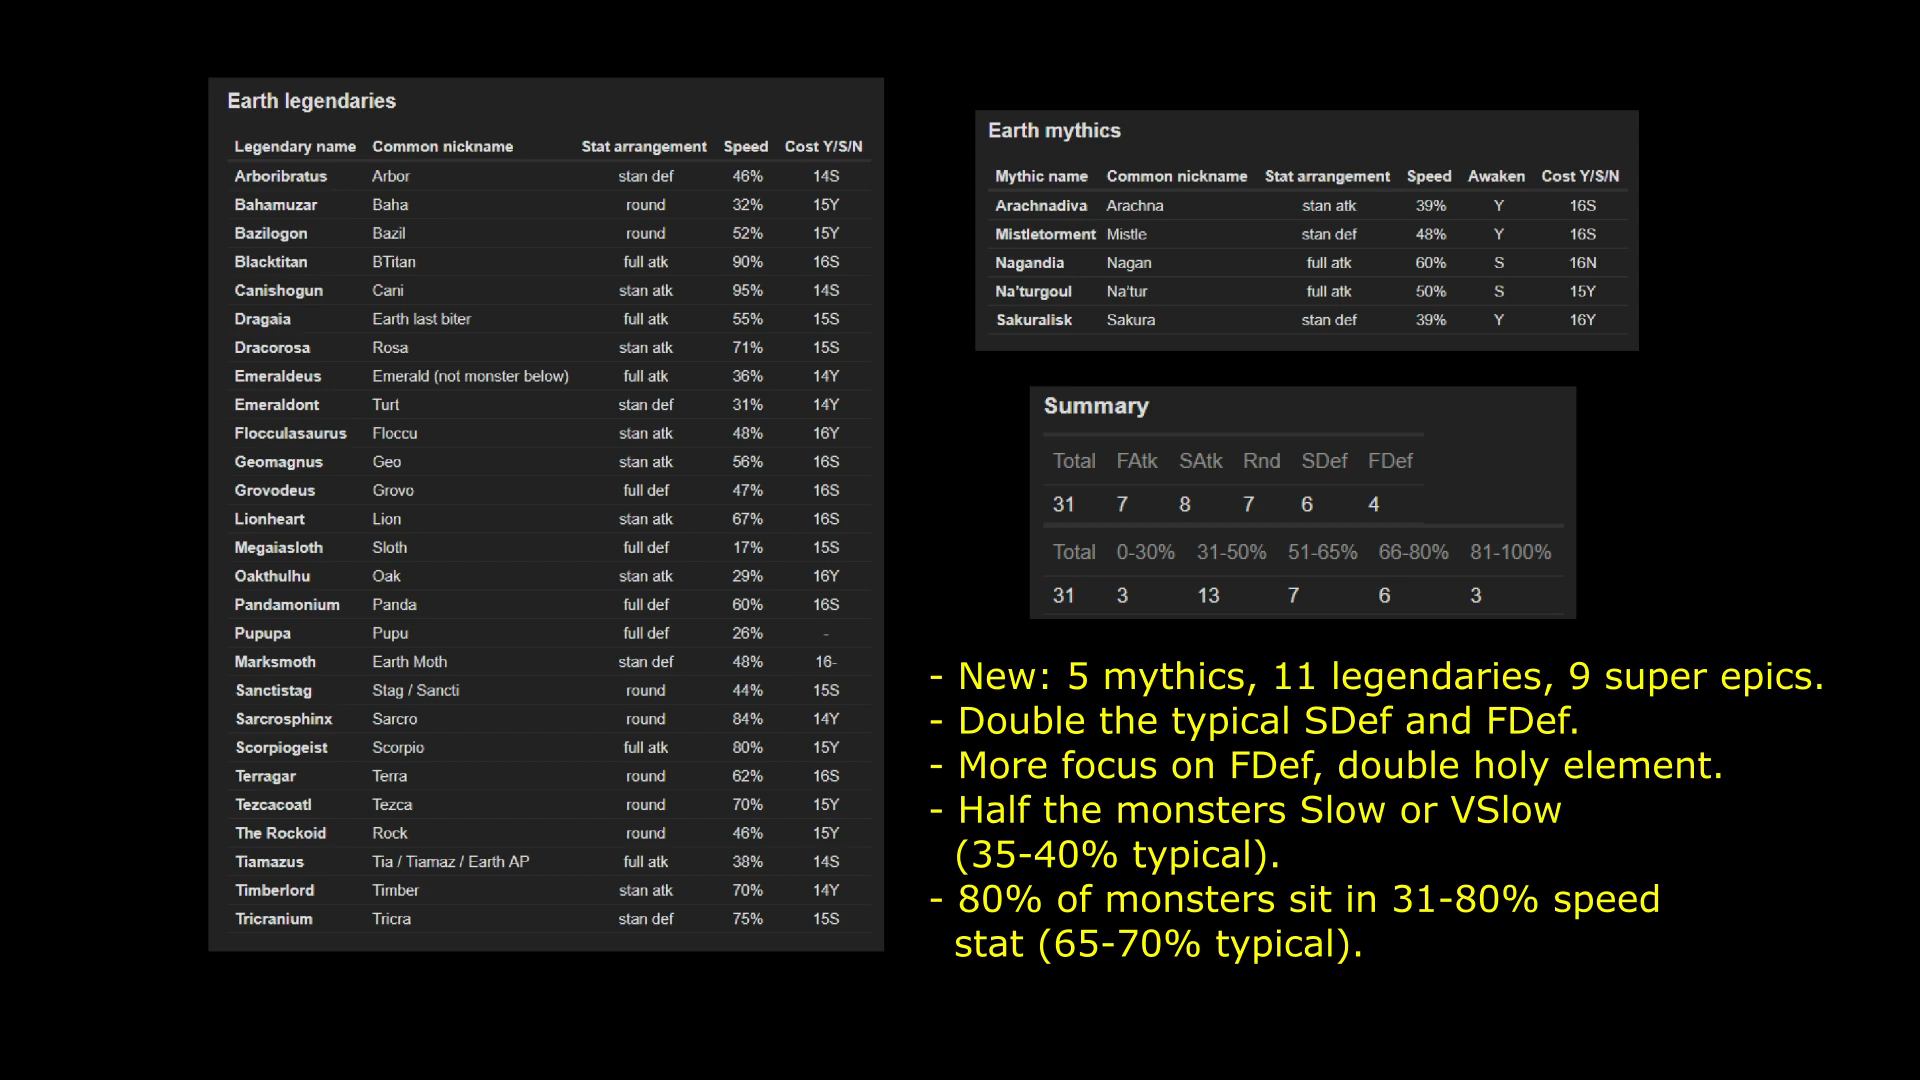 Earth legendaries
Legendary name Common nickname Stat arrangement Speed Cost Y/S/N
Arboribratus Arbor stan def 46% 14S
Bahamuzar Baha round 32% 15Y
Bazilogon Bazil round 52% 15Y
Blacktitan BTitan full atk 90% 16S
Canishogun Cani stan atk 95% 14S
Dragaia Earth last biter full atk 55% 15S
Dracorosa Rosa stan atk 71% 15S
Emeraldeus Emerald (not monster below) full atk 36% 14Y
Emeraldont Turt stan def 31% 14Y
Flocculasaurus Floccu stan atk 48% 16Y
Geomagnus Geo stan atk 56% 16S
Grovodeus Grovo full def 47% 16S
Lionheart Lion stan atk 67% 16S
Megaiasloth Sloth full def 17% 15S
Oakthulhu Oak stan atk 29% 16Y
Pandamonium Panda full def 60% 16S
Pupupa Pupu full def 26% -
Marksmoth Earth Moth stan def 48% 16-
Sanctistag Stag / Sancti round 44% 15S
Sarcrosphinx Sarcro round 84% 14Y
Scorpiogeist Scorpio full atk 80% 15Y
Terragar Terra round 62% 16S
Tezcacoatl Tezca round 70% 15Y
The Rockoid Rock round 46% 15Y
Tiamazus Tia / Tiamaz / Earth AP full atk 38% 14S
Timberlord Timber stan atk 70% 14Y
Tricranium Tricra stan def 75% 15S
Earth mythics
Mythic name Common nickname Stat arrangement Speed Awaken Cost Y/S/N
Arachnadiva Arachna stan atk 39% Y 16S
Mistletorment Mistle stan def 48% Y 16S
Nagandia Nagan full atk 60% S 16N
Na'turgoul Na'tur full atk 50% S 15Y
Sakuralisk Sakura stan def 39% Y 16Y
Summary
Total FAtk SAtk Rnd SDef FDef
31 7 8 7 6 4
Total 0-30% 31-50% 51-65% 66-80% 81-100%
31 3 13 7 6 3
- New: 5 mythics, 11 legendaries, 9 super epics.
- Double the typical SDef and FDef.
- More focus on FDef, double holy element.
- Half the monsters Slow or VSlow
(35-40% typical).
- 80% of monsters sit in 31-80% speed
stat (65-70% typical).